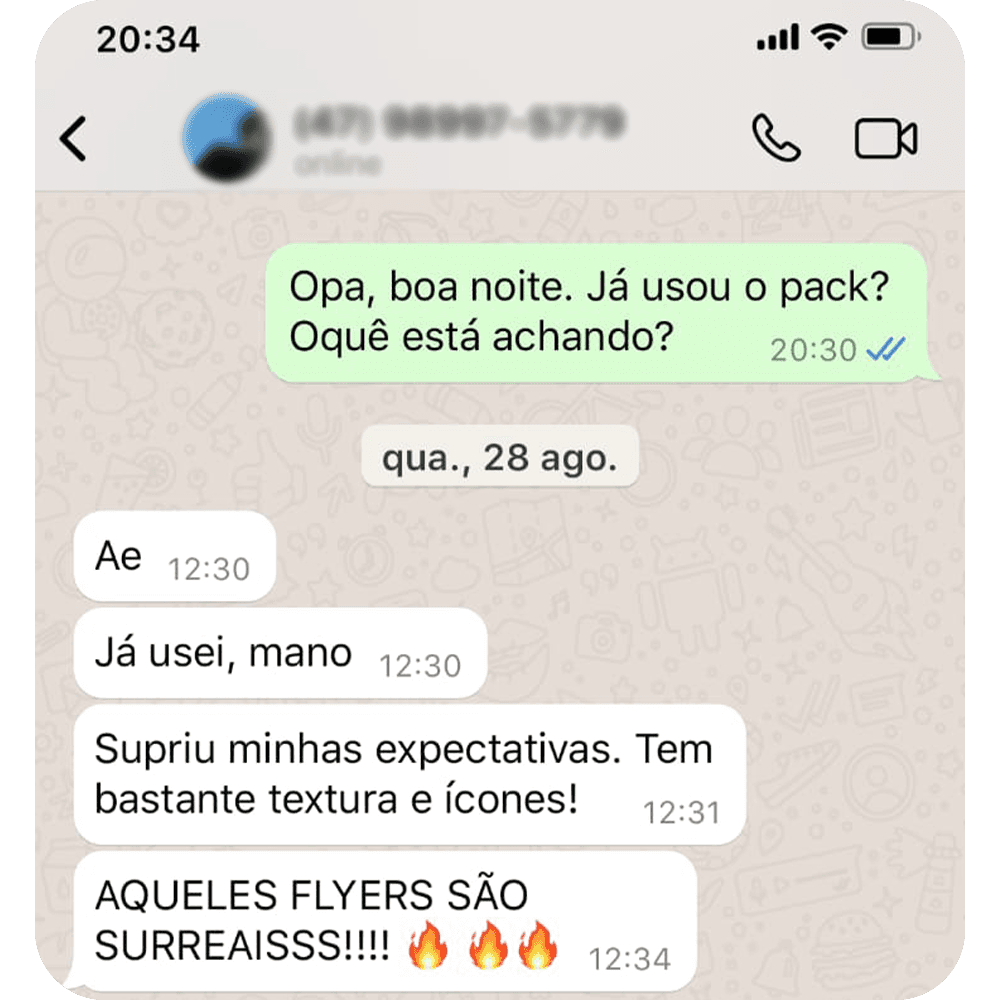 20:34
online
Opa, boa noite. Já usou o pack?
Oquê está achando?
20:30
qua., 28 ago.
Ae
12:30
Já usei, mano
12:30
Supriu minhas expectativas. Tem
bastante textura e ícones!
12:31
AQUELES FLYERS SÃO
SURREAISSS!!!! 🔥🔥🔥
12:34